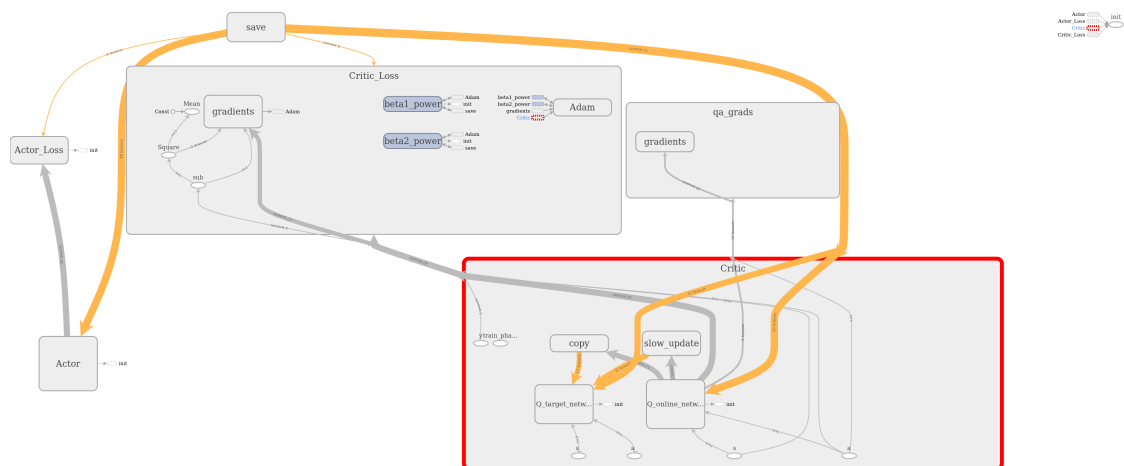 save
Actor
Actor_Loss
Critic
Critic_Loss
init
Critic_Loss
Mean
Const
gradients
Adam
beta1_power
Adam
init
save
beta1_power
beta2_power
gradients
Critic
Adam
beta2_power
Adam
init
save
Square
sub
qa_grads
gradients
Actor_Loss
init
Critic
ytrain_pha...
copy
slow_update
Actor
init
Q_target_netw...
init
Q_online_netw...
init
s
a
s
a